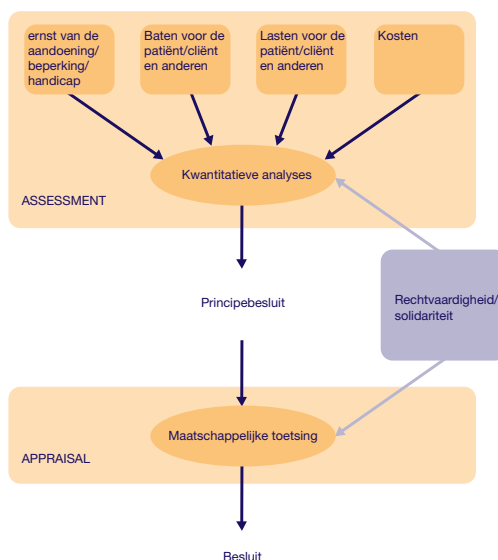 ernst van de
aandoening/
beperking/
handicap
Baten voor de
patiënt/cliënt
en anderen
Lasten voor de
patiënt/cliënt
en anderen
Kosten
Kwantitatieve analyses
ASSESSMENT
Principebesluit
Rechtvaardigheid/
solidariteit
Maatschappelijke toetsing
APPRAISAL
Besluit